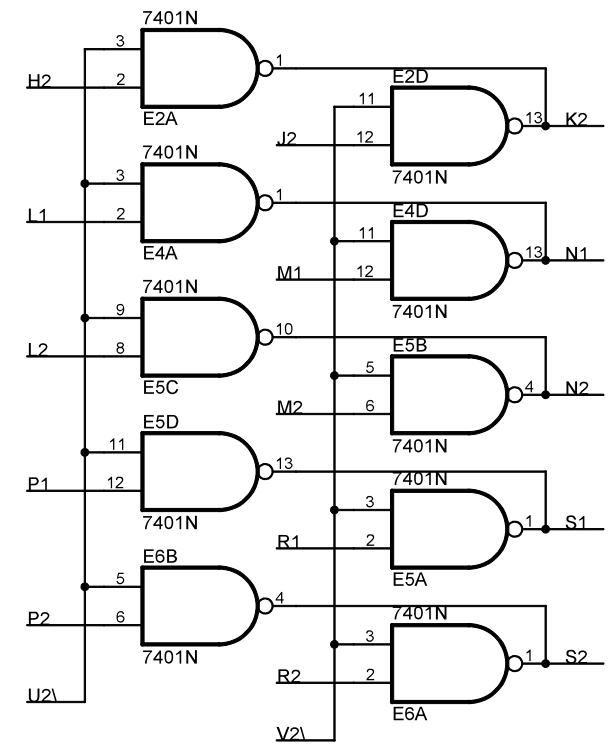 7401N
3
1
H2
2
E2A
E2D
11
13
K2
J2
12
7401N
7401N
3
1
L1
2
E4A
E4D
11
13
N1
M1
12
7401N
7401N
9
10
L2
8
E5C
E5B
5
4
N2
M2
6
7401N
E5D
11
13
P1
12
7401N
7401N
3
1
S1
R1
2
E5A
E6B
5
4
P2
6
7401N
7401N
3
1
S2
R2
2
E6A
U2\
V2\